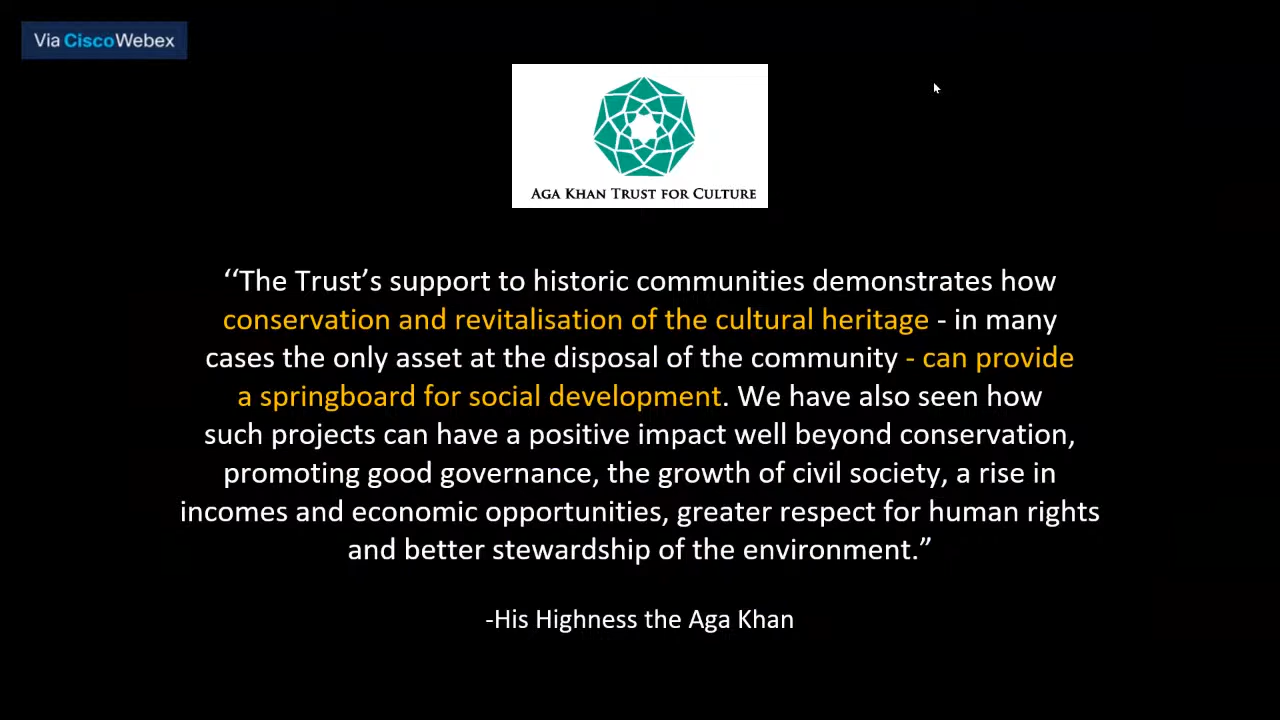 Via CiscoWebex
AGA KHAN TRUST FOR CULTURE
‘‘The Trust’s support to historic communities demonstrates how
conservation and revitalisation of the cultural heritage - in many
cases the only asset at the disposal of the community - can provide
a springboard for social development. We have also seen how
such projects can have a positive impact well beyond conservation,
promoting good governance, the growth of civil society, a rise in
incomes and economic opportunities, greater respect for human rights
and better stewardship of the environment.”
-His Highness the Aga Khan